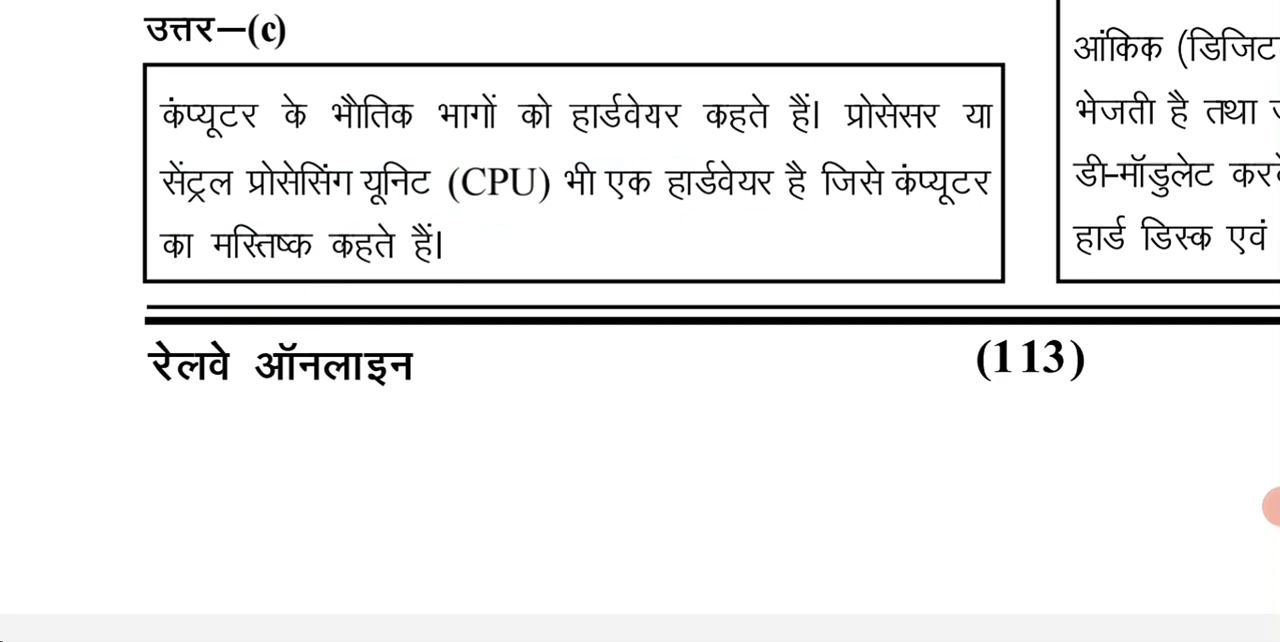 उत्तर–(c)
कंप्यूटर के भौतिक भागों को हार्डवेयर कहते हैं। प्रोसेसर या
सेंट्रल प्रोसेसिंग यूनिट (CPU) भी एक हार्डवेयर है जिसे कंप्यूटर
का मस्तिष्क कहते हैं।
आंकिक (डिजिट
भेजती है तथा
डी-मॉडुलेट
हार्ड डिस्क एवं
रेलवे ऑनलाइन
(113)